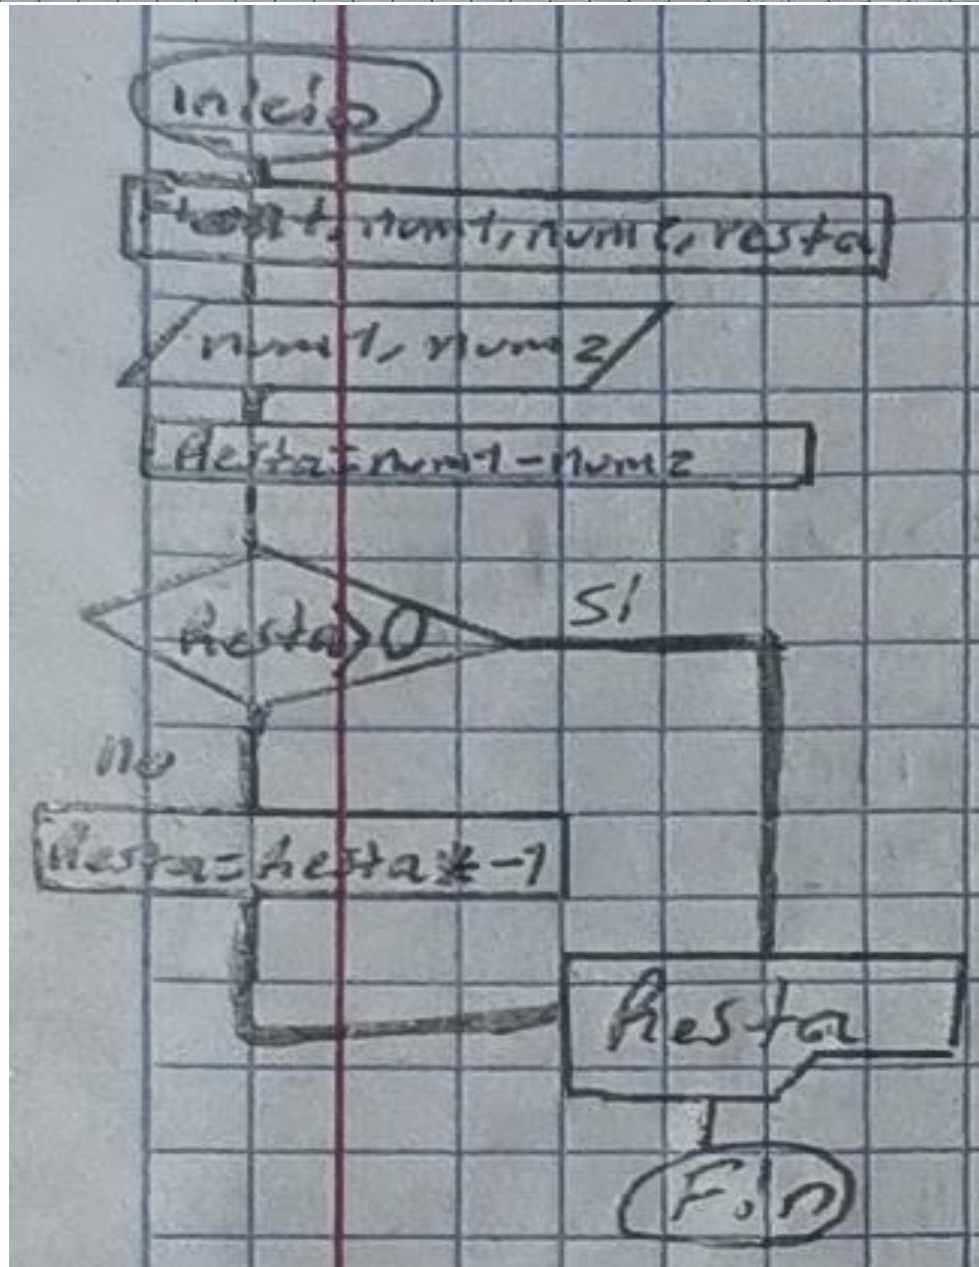 Inicio
Float, num1, num2, resta
num1, num2
Resta=num1-num2
Resta>0
SI
no
Resta=Resta*-1
Resta
Fin